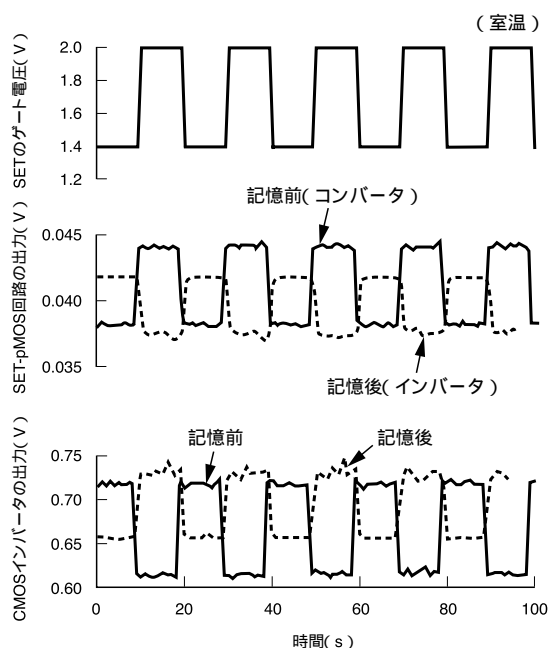 (室温)
SETのゲート電圧(V)
2.0
1.8
1.6
1.4
1.2
記憶前(コンバータ)
SET-pMOS回路の出力(V)
0.045
0.040
0.035
記憶後(インバータ)
記憶前
記憶後
CMOSインバータの出力(V)
0.75
0.70
0.65
0.60
0 20 40 60 80 100
時間(s)